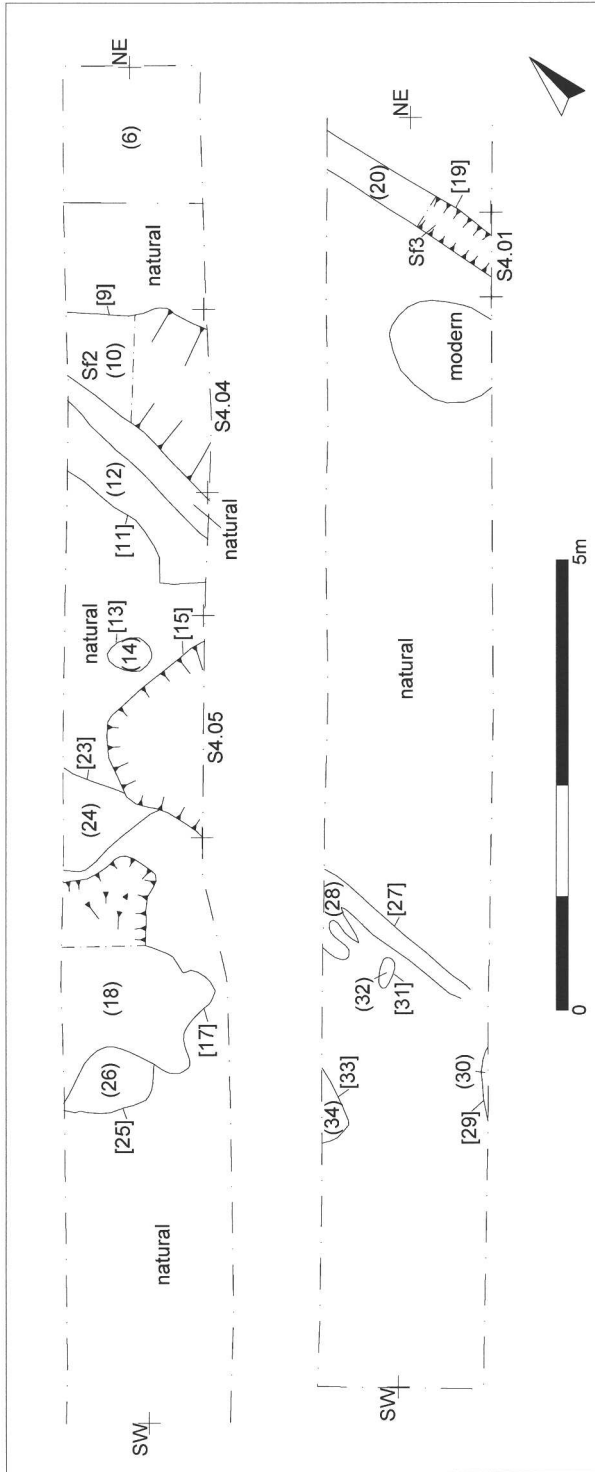 SW
natural
[25]
(26)
(18)
[17]
(24)
[23]
S4.05
natural
[13]
(14)
[15]
[11]
(12)
natural
S4.04
Sf2
(10)
[9]
natural
(6)
NE
SW
(34)
[33]
[29]
(30)
(32)
[31]
(28)
[27]
natural
modern
S4.01
Sf3
(20)
[19]
NE
0
5m